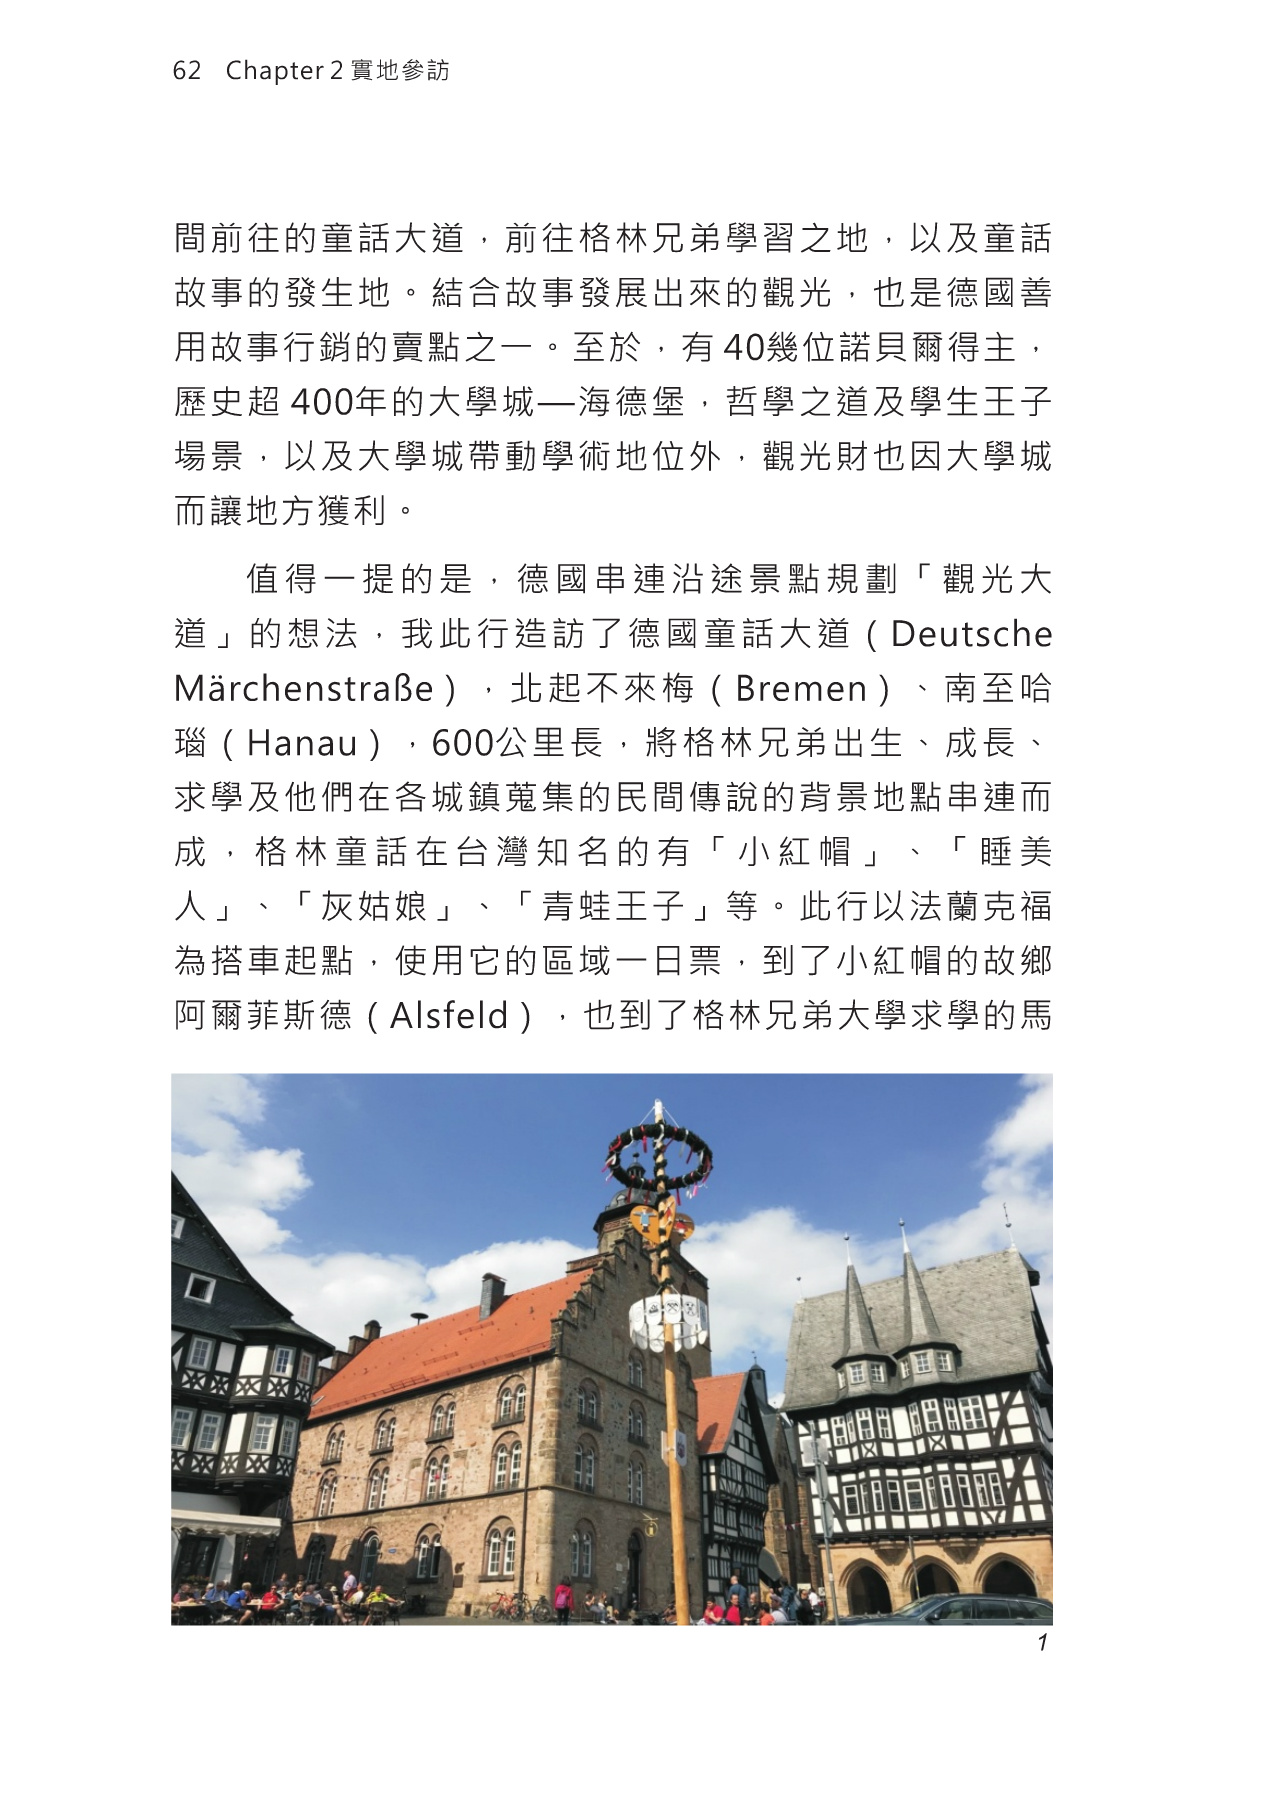 62 Chapter 2 實地參訪
間前往的童話大道，前往格林兄弟學習之地，以及童話
故事的發生地。結合故事發展出來的觀光，也是德國善
用故事行銷的賣點之一。至於，有 40幾位諾貝爾得主，
歷史超 400年的大學城—海德堡，哲學之道及學生王子
場景，以及大學城帶動學術地位外，觀光財也因大學城
而讓地方獲利。
值得一提的是，德國串連沿途景點規劃「觀光大
道」的想法，我此行造訪了德國童話大道（Deutsche
Märchenstraße），北起不來梅（Bremen）、南至哈
瑙（Hanau），600公里長，將格林兄弟出生、成長、
求學及他們在各城鎮蒐集的民間傳說的背景地點串連而
成，格林童話在台灣知名的有「小紅帽」、「睡美
人」、「灰姑娘」、「青蛙王子」等。此行以法蘭克福
為搭車起點，使用它的區域一日票，到了小紅帽的故鄉
阿爾菲斯德（Alsfeld），也到了格林兄弟大學求學的馬
1